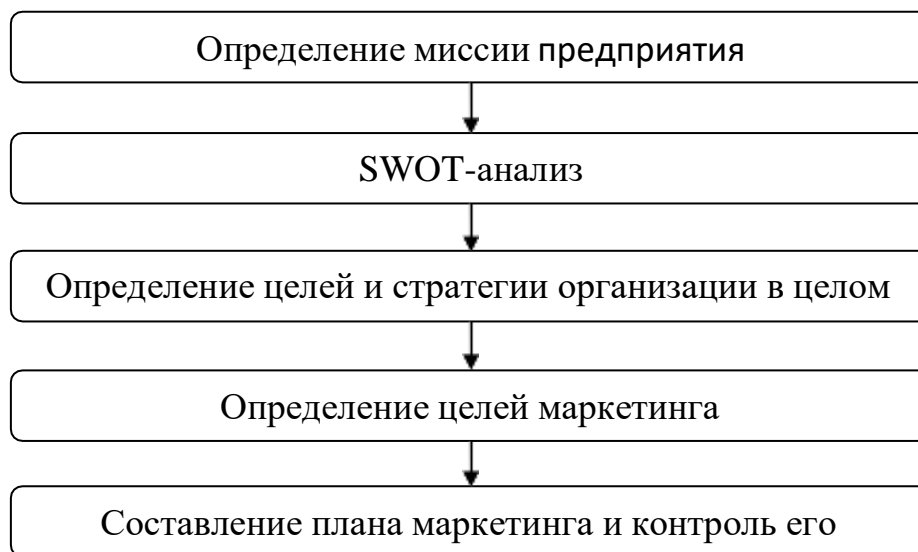 Определение миссии предприятия
SWOT-анализ
Определение целей и стратегии организации в целом
Определение целей маркетинга
Составление плана маркетинга и контроль его